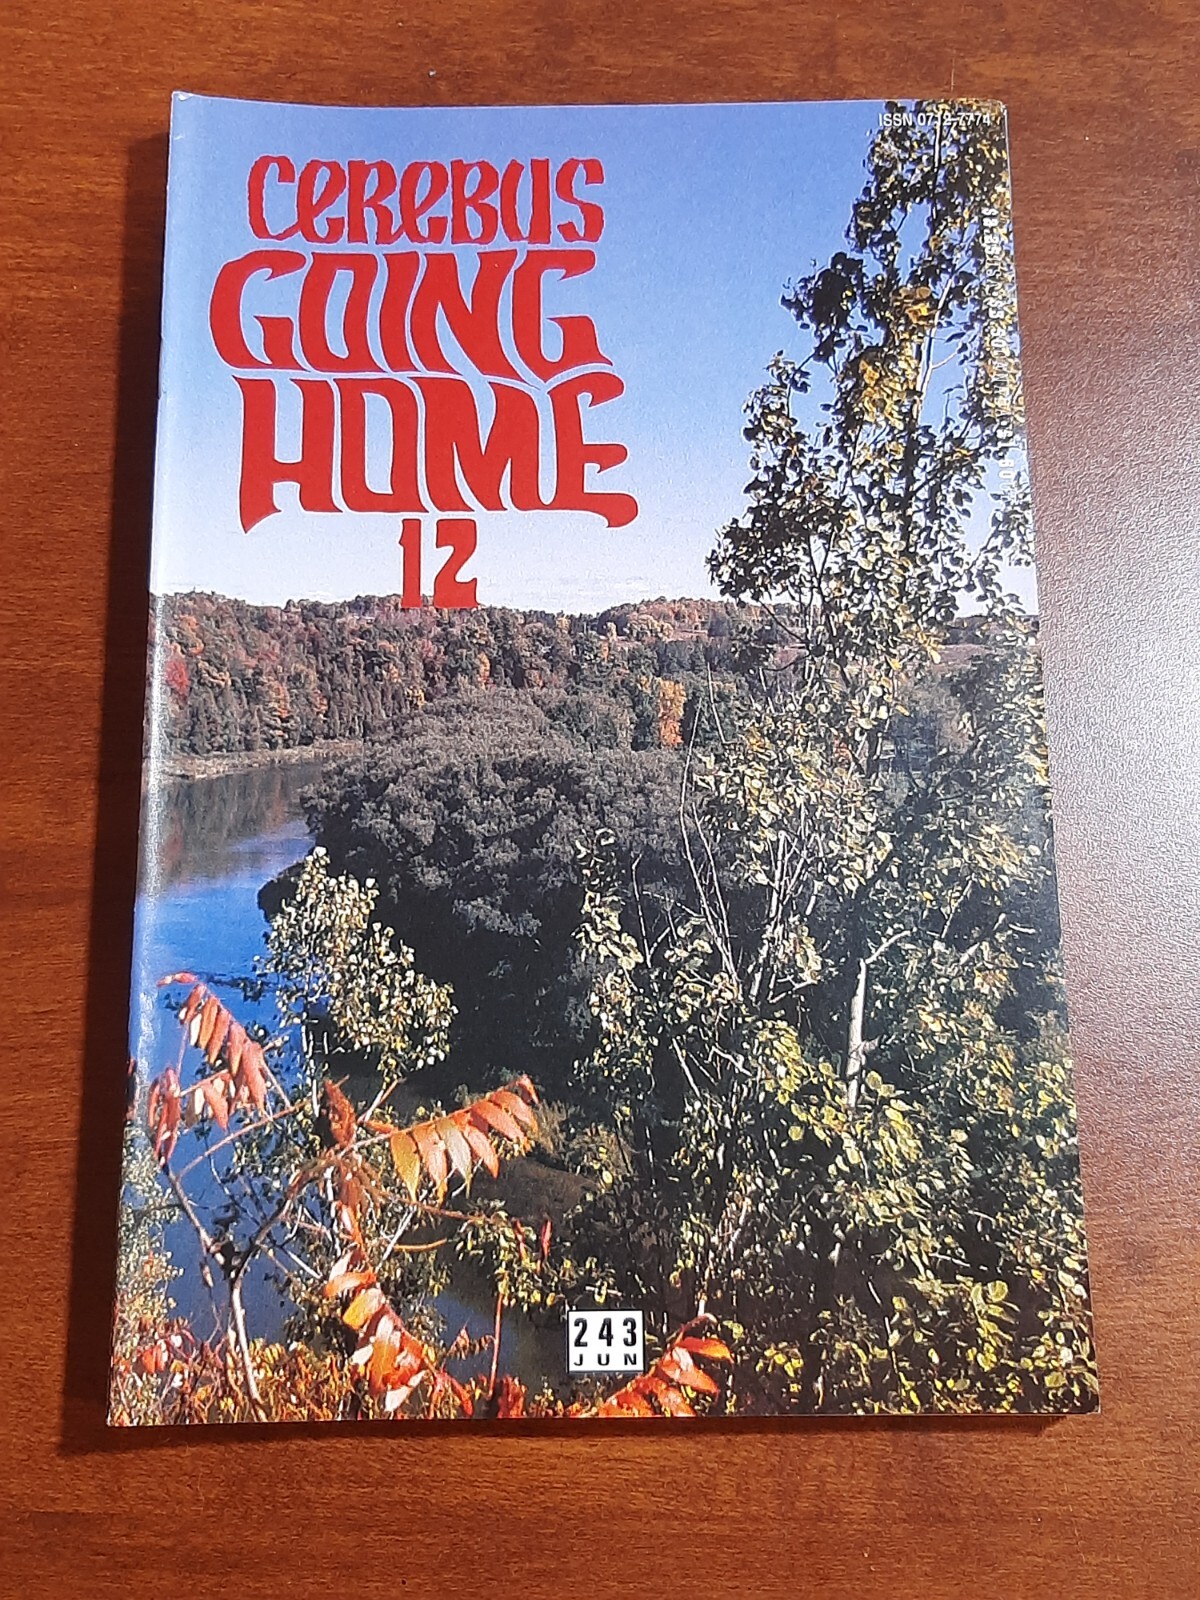 ISSN 0712-7774
CEREBUS
GOING
HOME
12
243
JUN